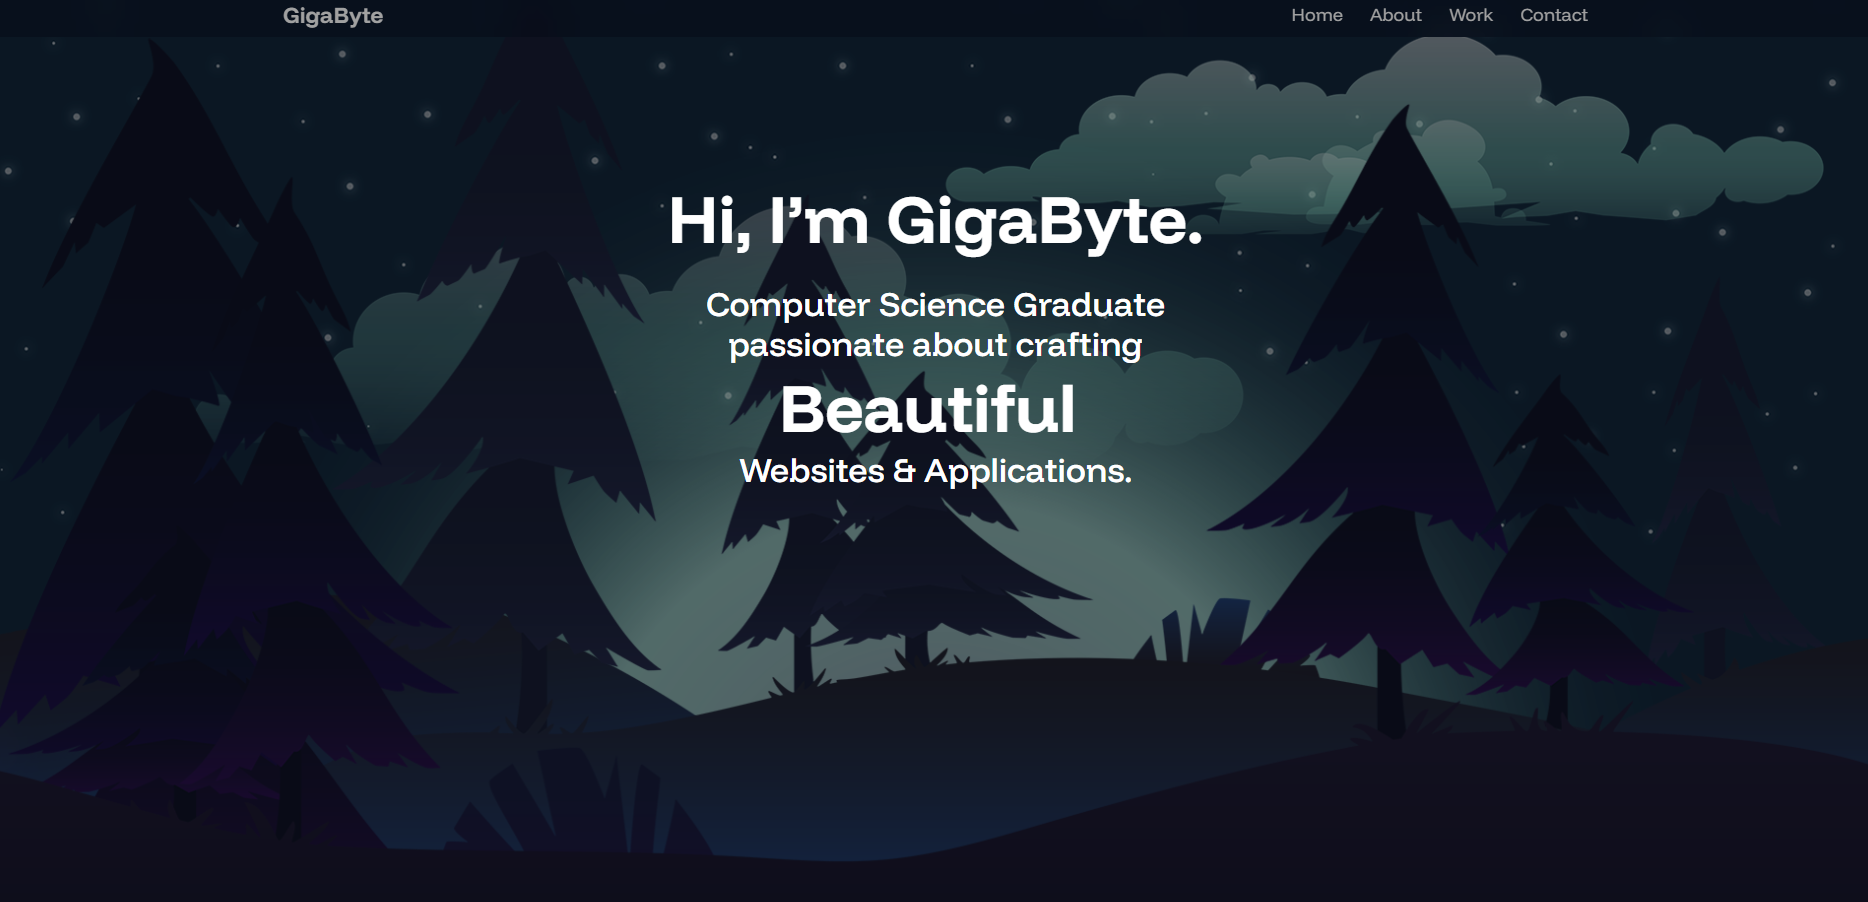 GigaByte
Home About Work Contact
Hi, I’m GigaByte.
Computer Science Graduate
passionate about crafting
Beautiful
Websites & Applications.